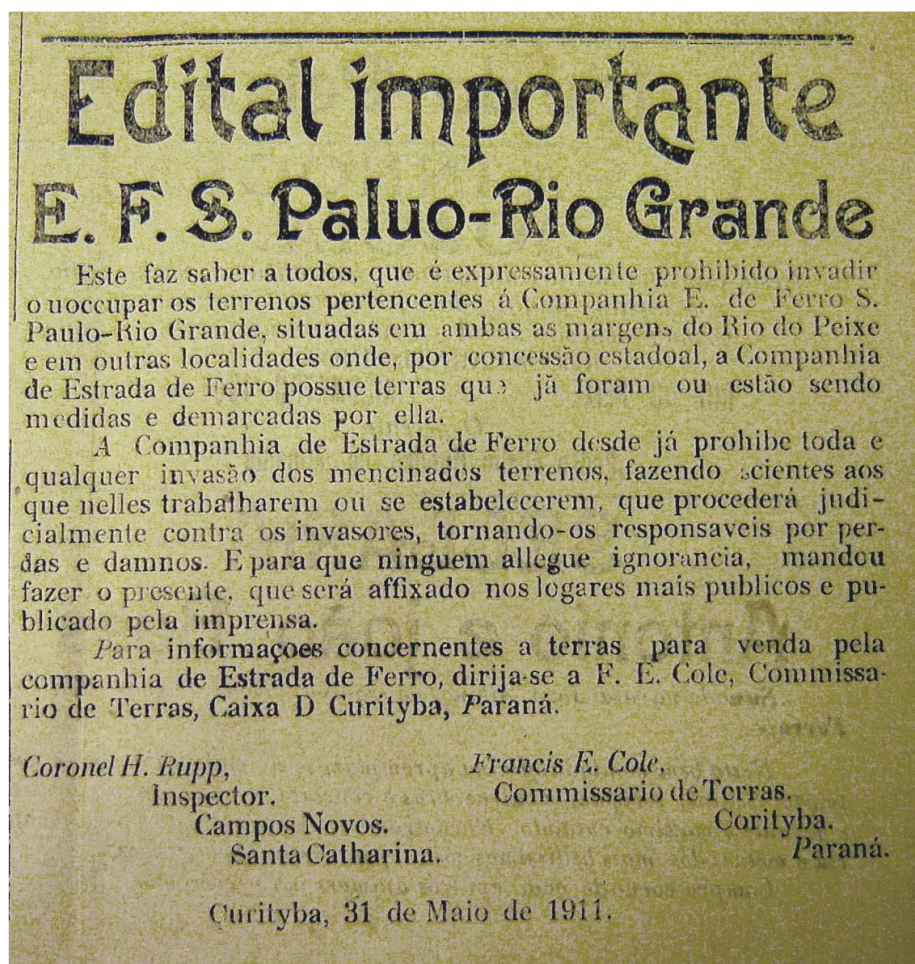 Edital importante
E. F. S. Paluo-Rio Grande
Este faz saber a todos, que é expressamente prohibido invadir
o uoccupar os terrenos pertencentes á Companhia E. de Ferro S.
Paulo-Rio Grande, situadas em ambas as margens do Rio do Peixe
e em outras localidades onde, por concessão estadoal, a Companhia
de Estrada de Ferro possue terras que já foram ou estão sendo
medidas e demarcadas por ella.
A Companhia de Estrada de Ferro desde já prohibe toda e
qualquer invasão dos mencinados terrenos, fazendo scientes aos
que nelles trabalharem ou se estabelecerem, que procederá judi-
cialmente contra os invasores, tornando-os responsaveis por per-
das e damnos. E para que ninguem allegue ignorancia, mandou
fazer o presente, que será affixado nos logares mais publicos e pu-
blicado pela imprensa.
Para informaçoes concernentes a terras para venda pela
companhia de Estrada de Ferro, dirija-se a F. E. Cole, Commissa-
rio de Terras, Caixa D Curityba, Paraná.
Coronel H. Rupp, Francis E. Cole,
Inspector. Commissario de Terras.
Campos Novos. Corityba.
Santa Catharina. Paraná.
Curityba, 31 de Maio de 1911.